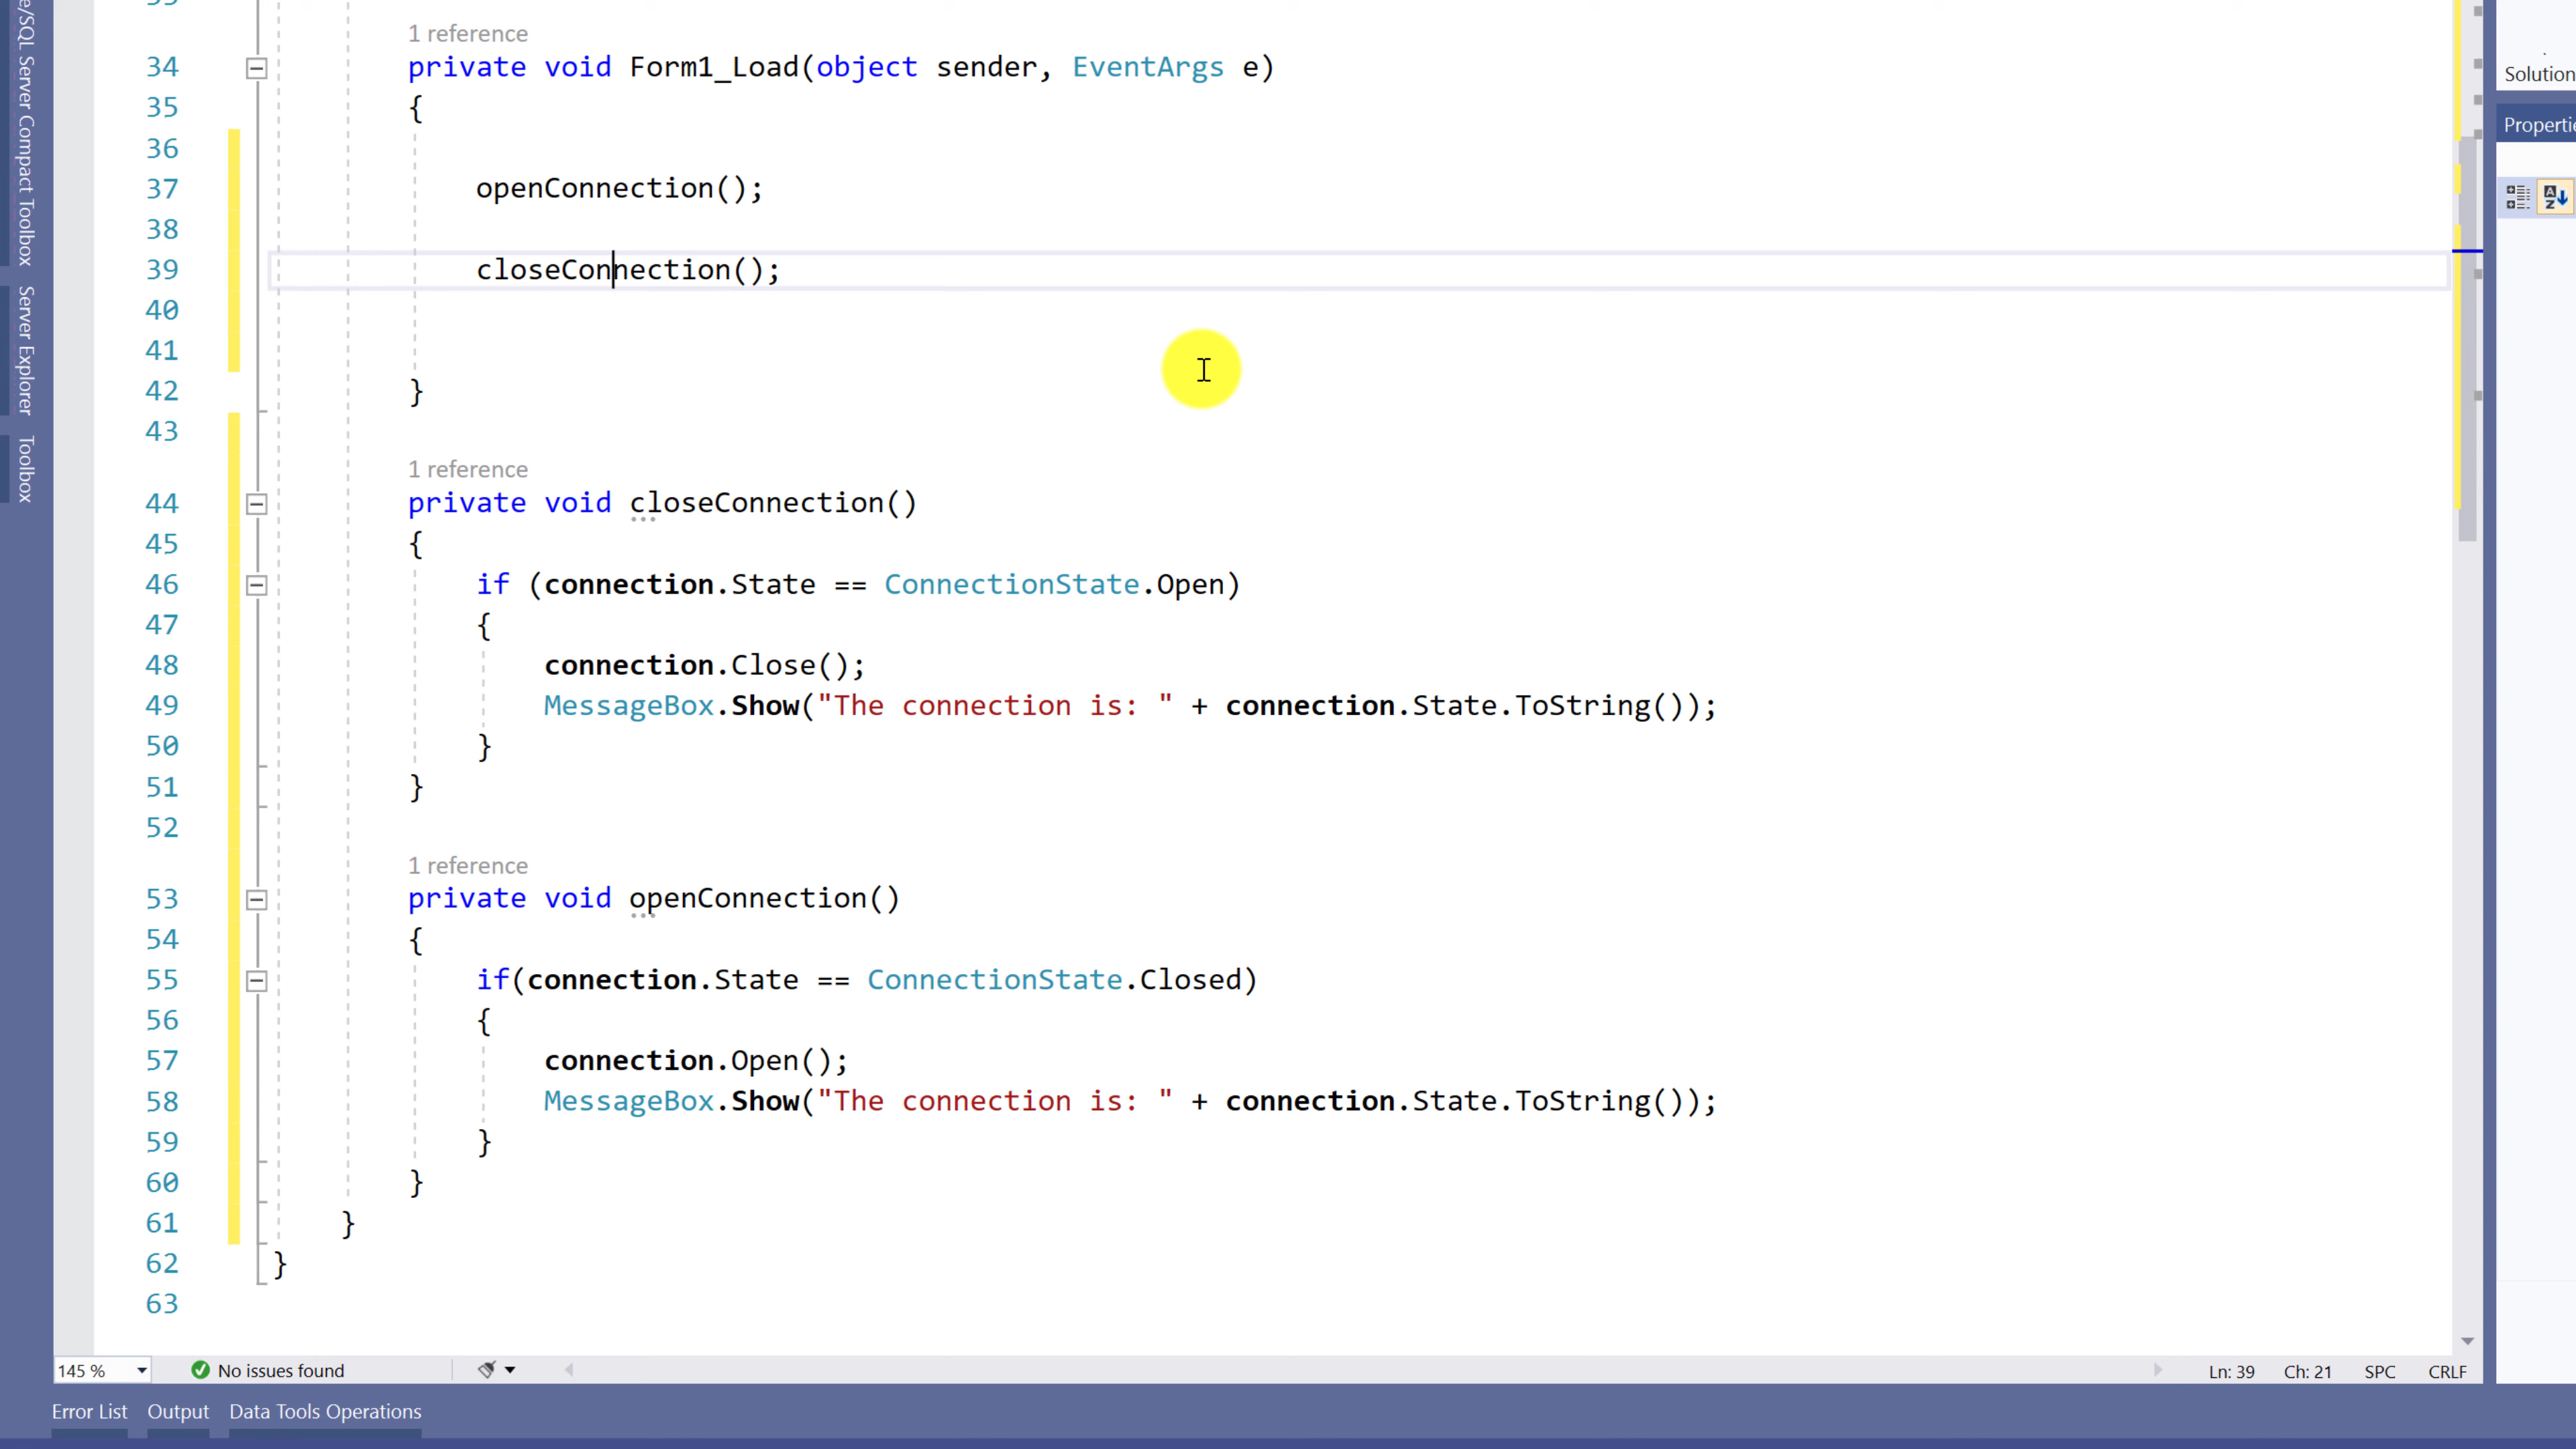 1 reference
34 private void Form1_Load(object sender, EventArgs e)
35 {
36
37 openConnection();
38
39 closeConnection();
40
41
42 }
43
1 reference
44 private void closeConnection()
45 {
46 if (connection.State == ConnectionState.Open)
47 {
48 connection.Close();
49 MessageBox.Show("The connection is: " + connection.State.ToString());
50 }
51 }
52
1 reference
53 private void openConnection()
54 {
55 if(connection.State == ConnectionState.Closed)
56 {
57 connection.Open();
58 MessageBox.Show("The connection is: " + connection.State.ToString());
59 }
60 }
61 }
62 }
63
e/SQL Server Compact Toolbox
Server Explorer
Toolbox
Solution
Properti
145 % No issues found Ln: 39 Ch: 21 SPC CRLF
Error List Output Data Tools Operations